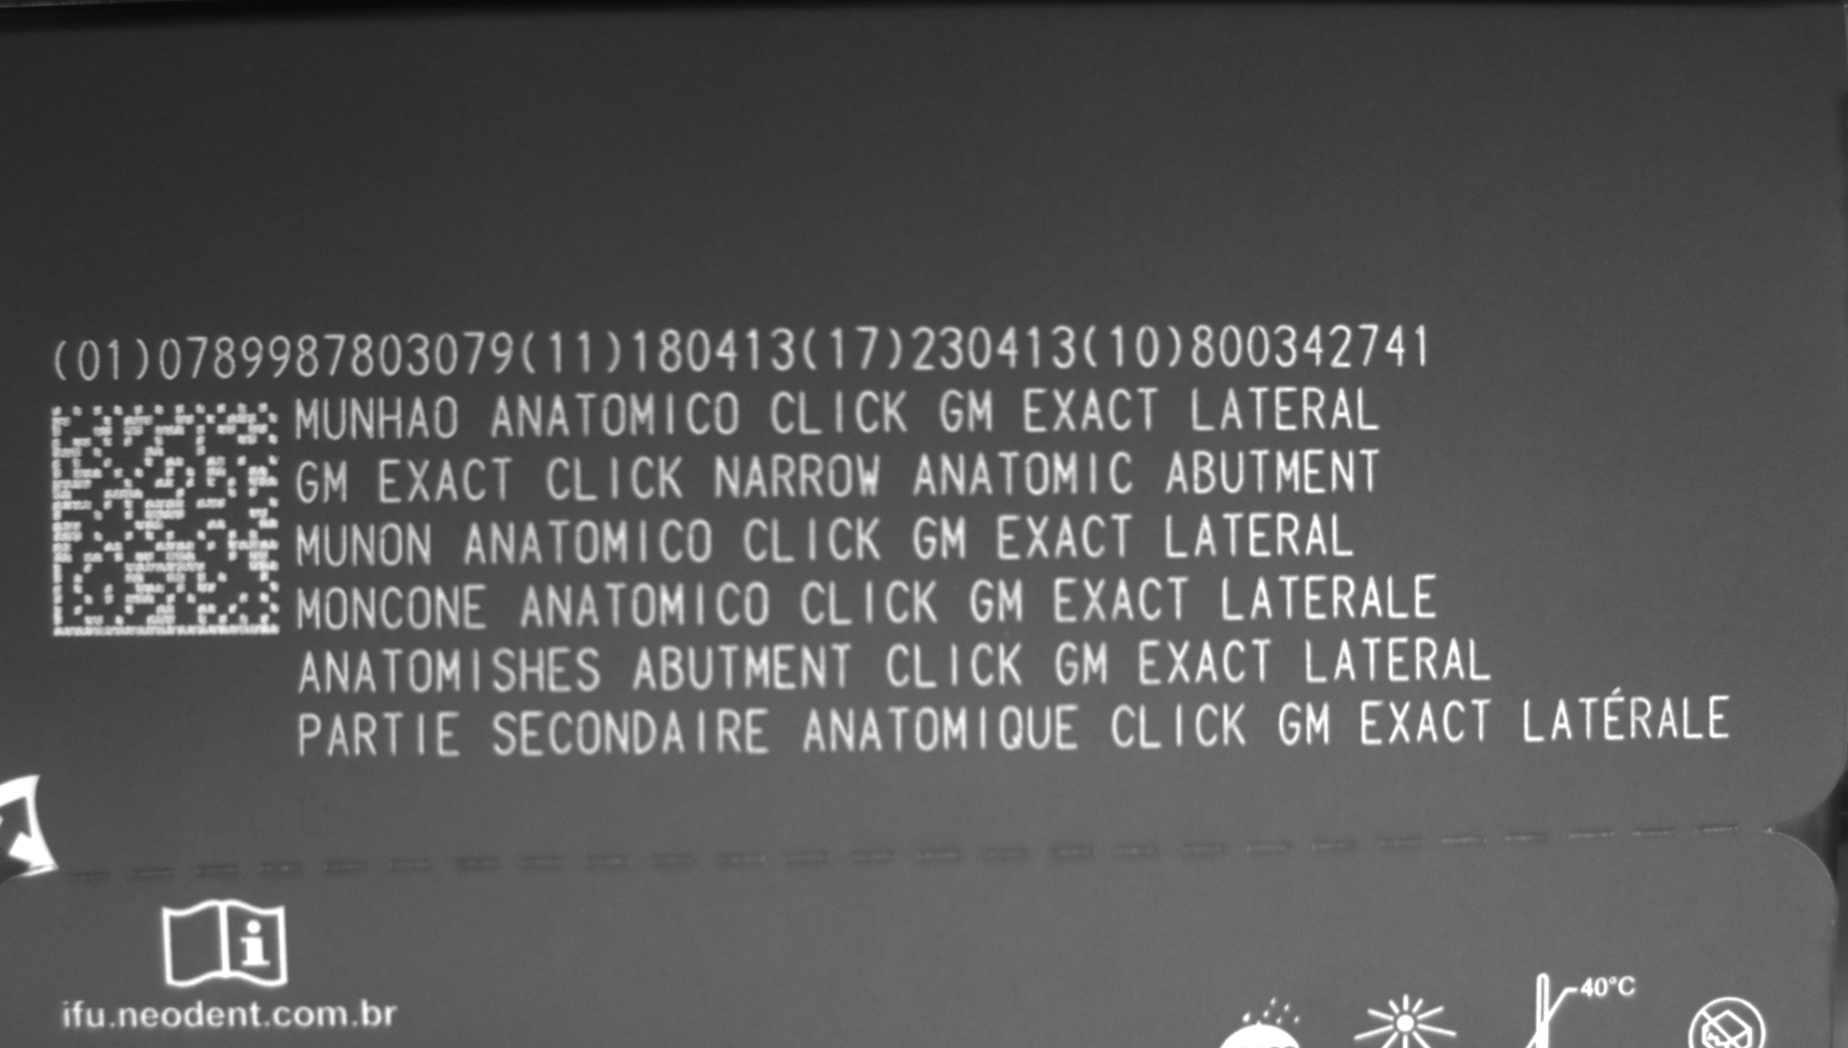 (01)0789987803079(11)180413(17)230413(10)800342741
MUNHAO ANATOMICO CLICK GM EXACT LATERAL
GM EXACT CLICK NARROW ANATOMIC ABUTMENT
MUNON ANATOMICO CLICK GM EXACT LATERAL
MONCONE ANATOMICO CLICK GM EXACT LATERALE
ANATOMISHES ABUTMENT CLICK GM EXACT LATERAL
PARTIE SECONDAIRE ANATOMIQUE CLICK GM EXACT LATÉRALE
ifu.neodent.com.br
40°C